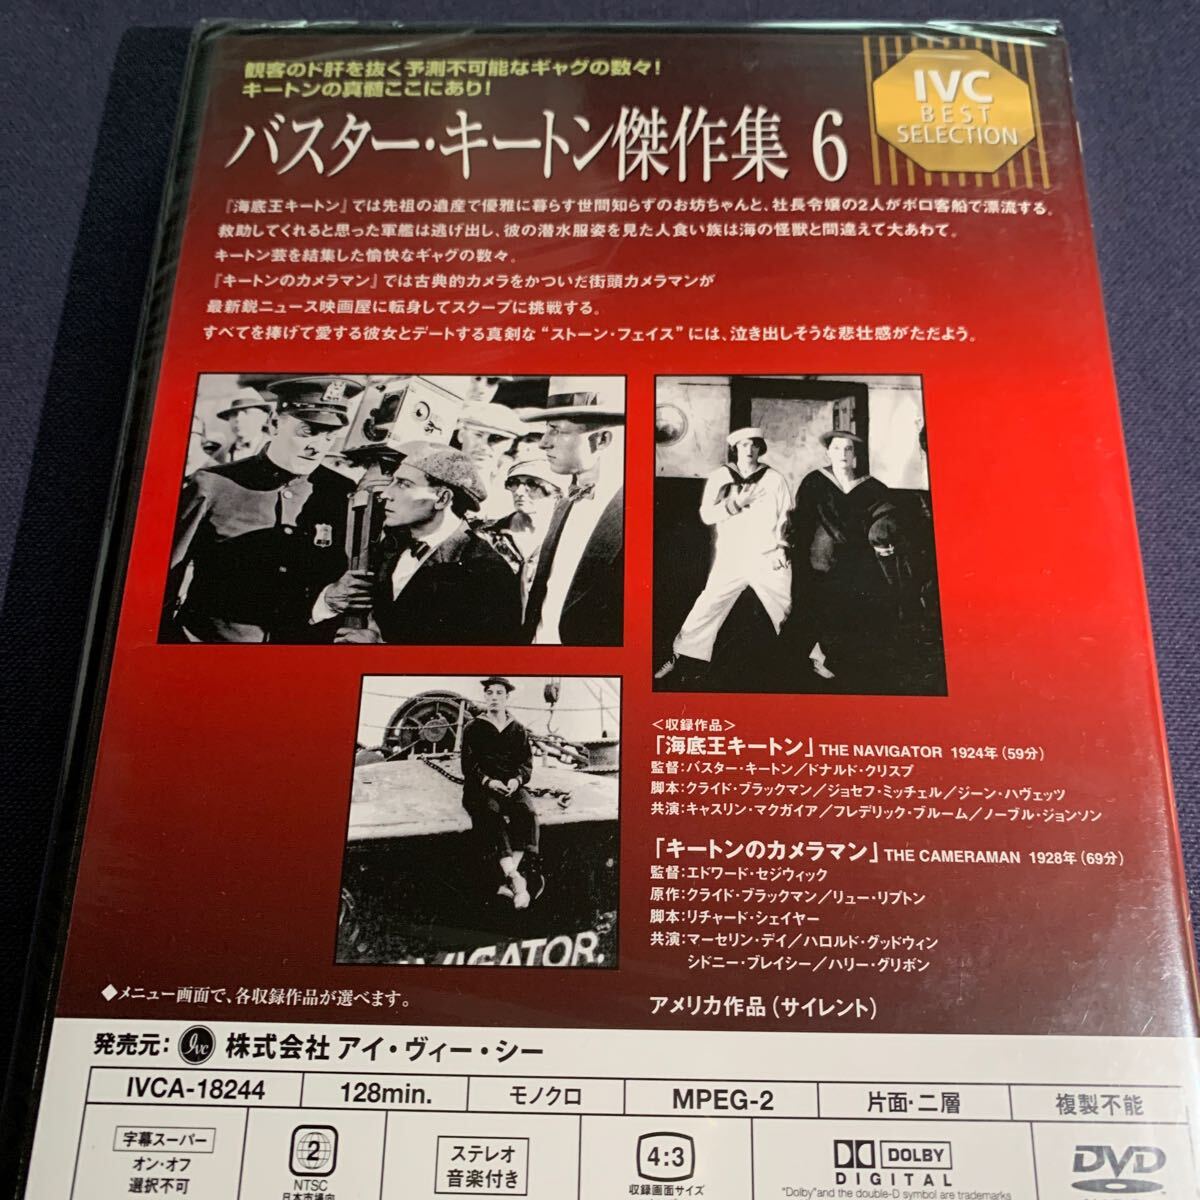 観客のド肝を抜く予測不可能なギャグの数々!
キートンの真髄ここにあり!
IVC
BEST
SELECTION
バスター・キートン傑作集 6
『海底王キートン』では先祖の遺産で優雅に暮らす世間知らずのお坊ちゃんと、社長令嬢の2人がボロ客船で漂流する。
救助してくれると思った軍艦は逃げ出し、彼の潜水服姿を見た人食い族は海の怪獣と間違えて大あわて。
キートン芸を結集した愉快なギャグの数々。
『キートンのカメラマン』では古典的カメラをかついだ街頭カメラマンが
最新鋭ニュース映画屋に転身してスクープに挑戦する。
すべてを捧げて愛する彼女とデートする真剣な“ストーン・フェイス”には、泣き出しそうな悲壮感がただよう。
<収録作品>
「海底王キートン」THE NAVIGATOR 1924年(59分)
監督:バスター・キートン/ドナルド・クリスプ
脚本:クライド・ブラックマン/ジョセフ・ミッチェル/ジーン・ハヴェッツ
共演:キャスリン・マクガイア/フレデリック・ブルーム/ノーブル・ジョンソン
「キートンのカメラマン」THE CAMERAMAN 1928年(69分)
監督:エドワード・セジウィック
原作:クライド・ブラックマン/リュー・リプトン
脚本:リチャード・シェイヤー
共演:マーセリン・デイ/ハロルド・グッドウィン
シドニー・ブレイシー/ハリー・グリボン
VIGATOR.
◆メニュー画面で、各収録作品が選べます。
アメリカ作品(サイレント)
発売元: ivc 株式会社 アイ・ヴィー・シー
IVCA-18244 128min. モノクロ MPEG-2 片面・二層 複製不能
字幕スーパー
オン・オフ
選択不可
2
NTSC
日本市場向
ステレオ
音楽付き
4:3
収録画面サイズ
DOLBY
DIGITAL
"Dolby"and the double-D symbol are trademarks
DVD